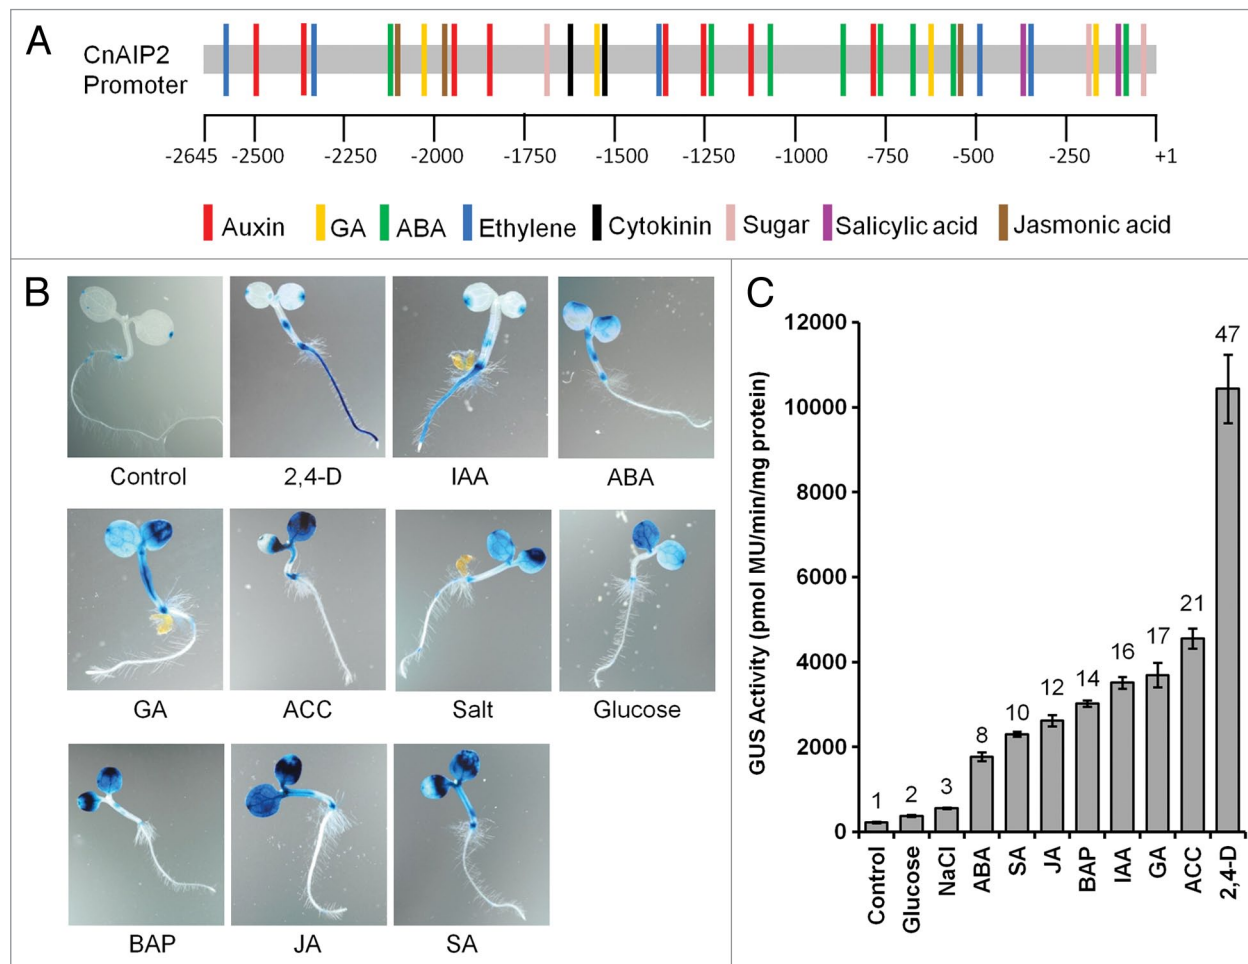 A
CnAIP2
Promoter
-2645 -2500 -2250 -2000 -1750 -1500 -1250 -1000 -750 -500 -250 +1
Auxin GA ABA Ethylene Cytokinin Sugar Salicylic acid Jasmonic acid
B
Control 2,4-D IAA ABA
GA ACC Salt Glucose
BAP JA SA
C
GUS Activity (pmol MU/min/mg protein)
12000
10000
8000
6000
4000
2000
0
1 2 3 8 10 12 14 16 17 21 47
Control Glucose NaCl ABA SA JA BAP IAA GA ACC 2,4-D